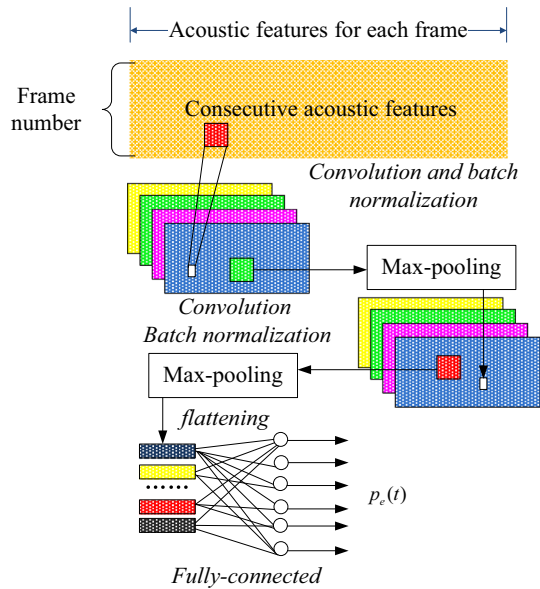 Acoustic features for each frame
Frame
number
Consecutive acoustic features
Convolution and batch
normalization
Max-pooling
Convolution
Batch normalization
Max-pooling
flattening
p_e(t)
Fully-connected